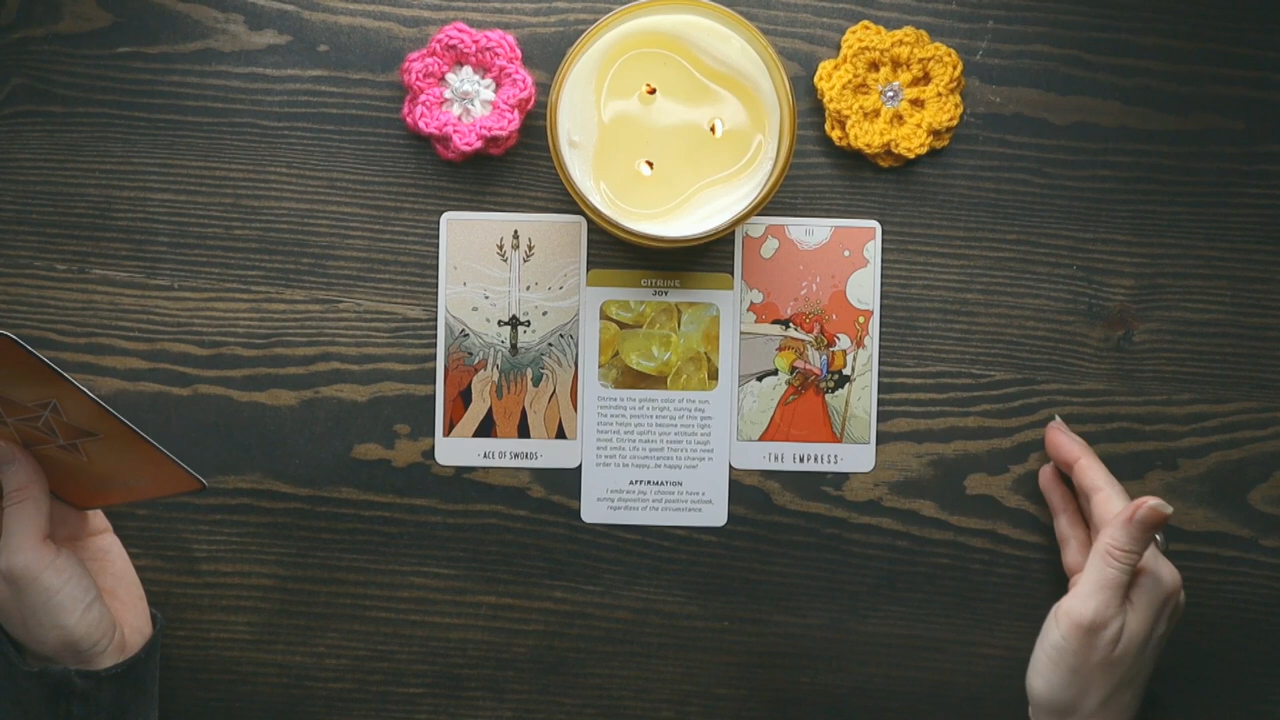 III
CITRINE
JOY
Citrine is the golden color of the sun,
reminding us of a bright, sunny day.
The warm, positive energy of this gem-
stone helps you to become more light-
hearted, and uplifts your attitude and
mood. Citrine makes it easier to laugh
and smile. Life is good! There's no need
to wait for circumstances to change in
order to be happy...be happy now!
AFFIRMATION
I embrace joy. I choose to have a
sunny disposition and positive outlook,
regardless of the circumstance.
· ACE OF SWORDS ·
· THE EMPRESS ·